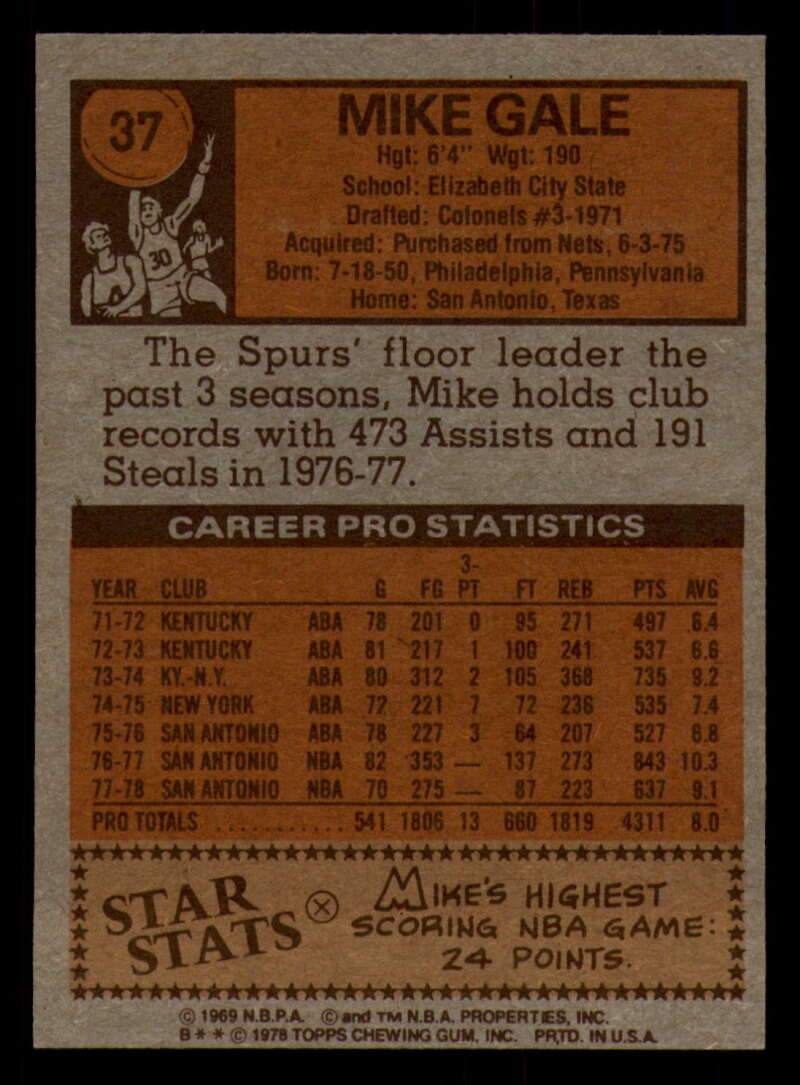 37
30
MIKE GALE
Hgt: 6'4" Wgt: 190
School: Elizabeth City State
Drafted: Colonels #3-1971
Acquired: Purchased from Nets, 6-3-75
Born: 7-18-50, Philadelphia, Pennsylvania
Home: San Antonio, Texas
The Spurs' floor leader the
past 3 seasons, Mike holds club
records with 473 Assists and 191
Steals in 1976-77.
CAREER PRO STATISTICS
YEAR CLUB G FG 3-PT FT REB PTS AVG
71-72 KENTUCKY ABA 78 201 0 95 271 497 6.4
72-73 KENTUCKY ABA 81 217 1 100 241 537 6.6
73-74 KY.-N.Y. ABA 80 312 2 105 368 735 9.2
74-75 NEW YORK ABA 72 221 7 72 236 535 7.4
75-76 SAN ANTONIO ABA 78 227 3 64 207 527 6.8
76-77 SAN ANTONIO NBA 82 353 — 137 273 843 10.3
77-78 SAN ANTONIO NBA 70 275 — 87 223 637 9.1
PRO TOTALS ........... 541 1806 13 660 1819 4311 8.0
STAR STATS
MIKE'S HIGHEST
SCORING NBA GAME:
24 POINTS.
© 1969 N.B.P.A. © and TM N.B.A. PROPERTIES, INC.
B * * © 1978 TOPPS CHEWING GUM, INC. PRTD. IN U.S.A.